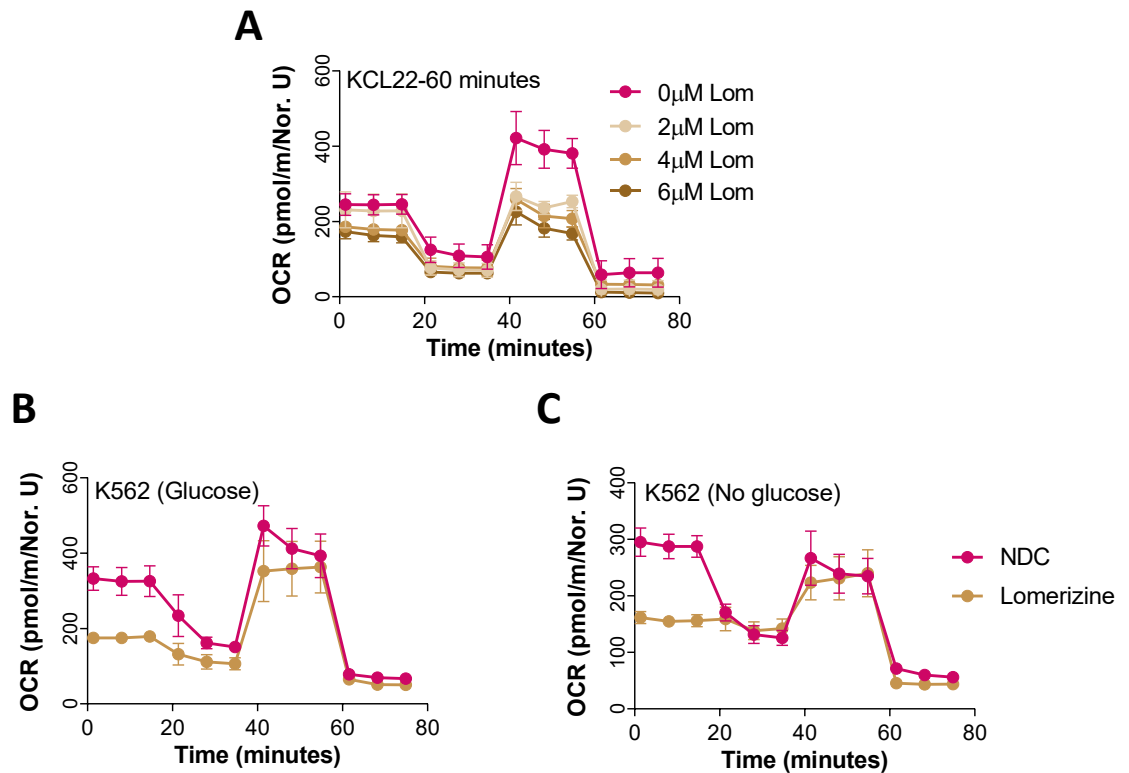 A
KCL22-60 minutes
OCR (pmol/m/Nor. U)
600
400
200
0
0 20 40 60 80
Time (minutes)
0μM Lom
2μM Lom
4μM Lom
6μM Lom
B
K562 (Glucose)
OCR (pmol/m/Nor. U)
600
400
200
0
0 20 40 60 80
Time (minutes)
C
K562 (No glucose)
OCR (pmol/m/Nor. U)
400
300
200
100
0
0 20 40 60 80
Time (minutes)
NDC
Lomerizine